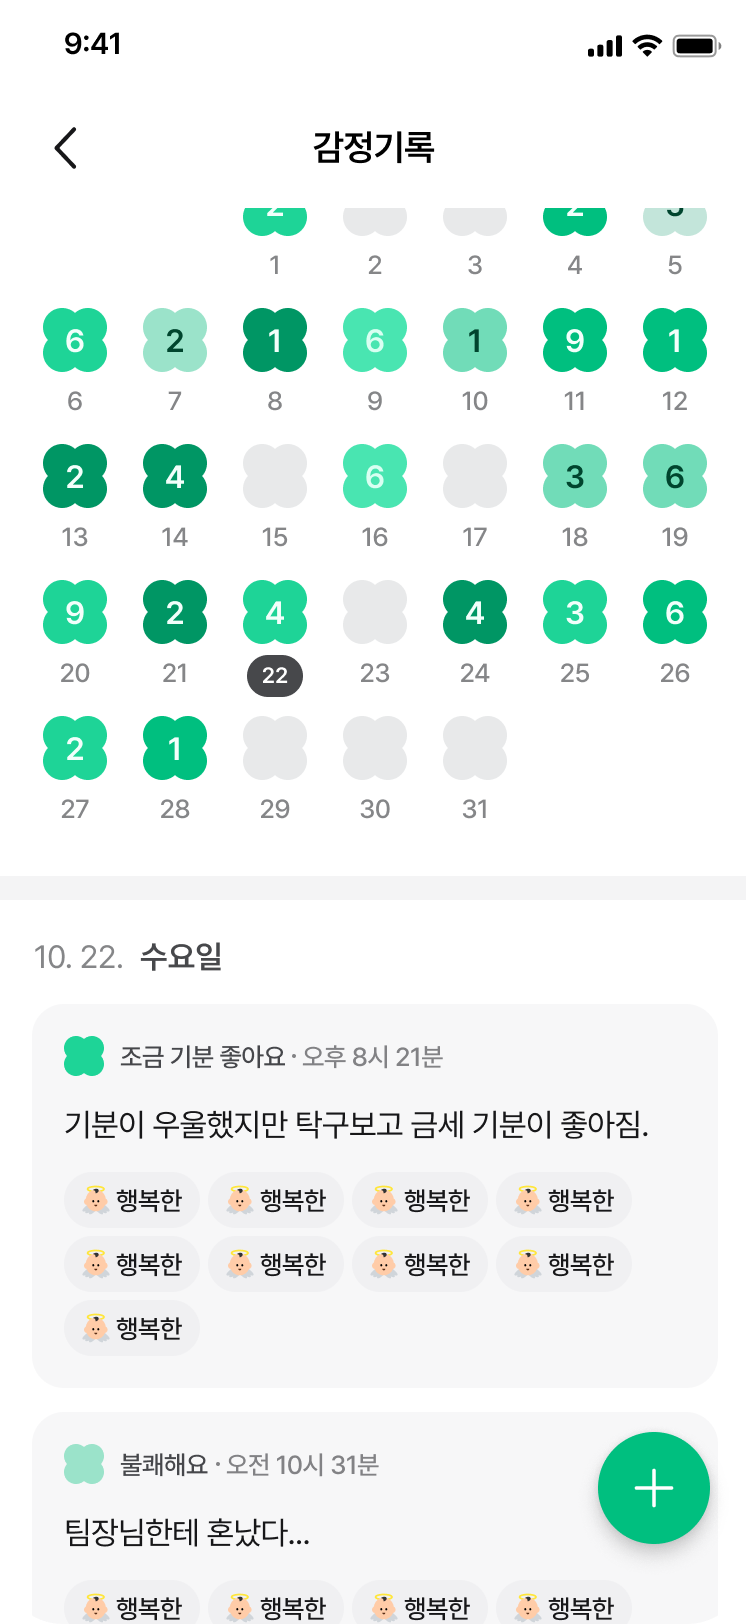 9:41
감정기록
2 2
1 2 3 4 5
6 2 1 6 1 9 1
6 7 8 9 10 11 12
2 4 6 3 6
13 14 15 16 17 18 19
9 2 4 4 3 6
20 21 22 23 24 25 26
2 1
27 28 29 30 31
10. 22. 수요일
조금 기분 좋아요 · 오후 8시 21분
기분이 우울했지만 탁구보고 금세 기분이 좋아짐.
행복한 행복한 행복한 행복한
행복한 행복한 행복한 행복한
행복한
불쾌해요 · 오전 10시 31분
팀장님한테 혼났다...
행복한 행복한 행복한 행복한